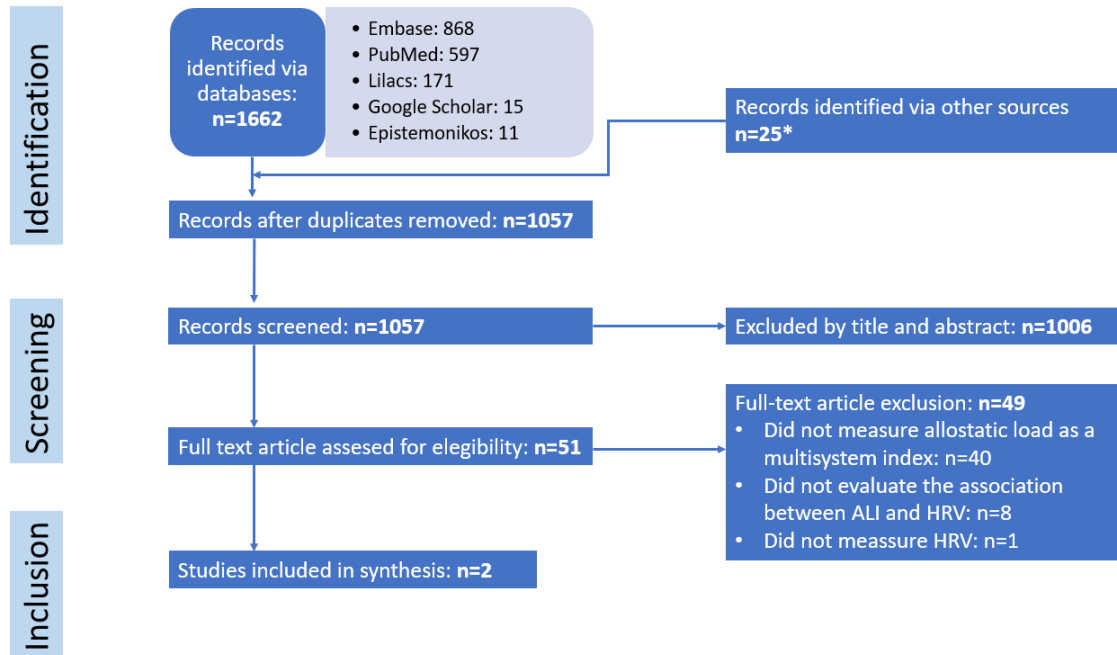 Identification
Records
identified via
databases:
n=1662
• Embase: 868
• PubMed: 597
• Lilacs: 171
• Google Scholar: 15
• Epistemonikos: 11
Records identified via other sources
n=25*
Records after duplicates removed: n=1057
Screening
Records screened: n=1057
Excluded by title and abstract: n=1006
Full text article assesed for elegibility: n=51
Full-text article exclusion: n=49
• Did not measure allostatic load as a
multisystem index: n=40
• Did not evaluate the association
between ALI and HRV: n=8
• Did not meassure HRV: n=1
Inclusion
Studies included in synthesis: n=2